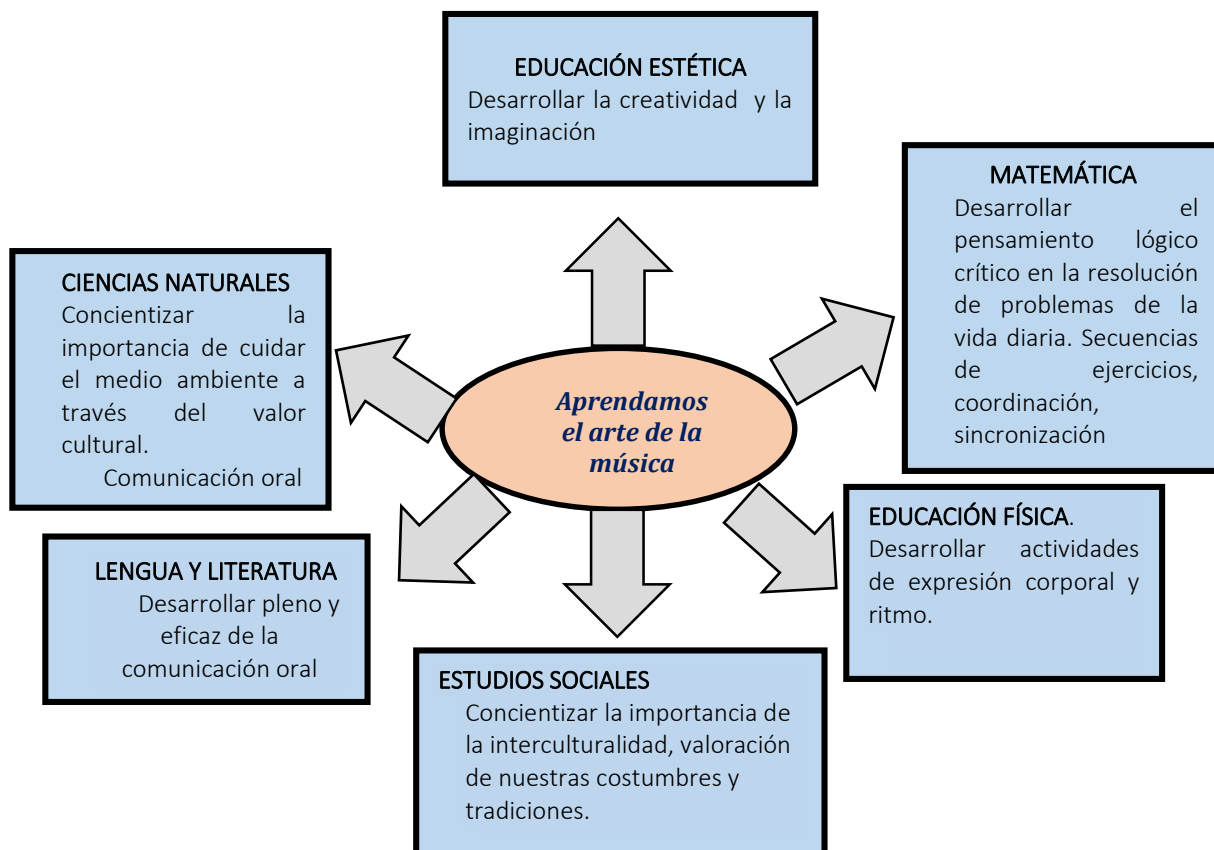 EDUCACIÓN ESTÉTICA
Desarrollar la creatividad y la
imaginación
MATEMÁTICA
Desarrollar el
pensamiento lógico
crítico en la resolución
de problemas de la
vida diaria. Secuencias
de ejercicios,
coordinación,
sincronización
CIENCIAS NATURALES
Concientizar la
importancia de cuidar
el medio ambiente a
través del valor
cultural.
Comunicación oral
Aprendamos
el arte de la
música
EDUCACIÓN FÍSICA.
Desarrollar actividades
de expresión corporal y
ritmo.
LENGUA Y LITERATURA
Desarrollar pleno y
eficaz de la
comunicación oral
ESTUDIOS SOCIALES
Concientizar la importancia de
la interculturalidad, valoración
de nuestras costumbres y
tradiciones.